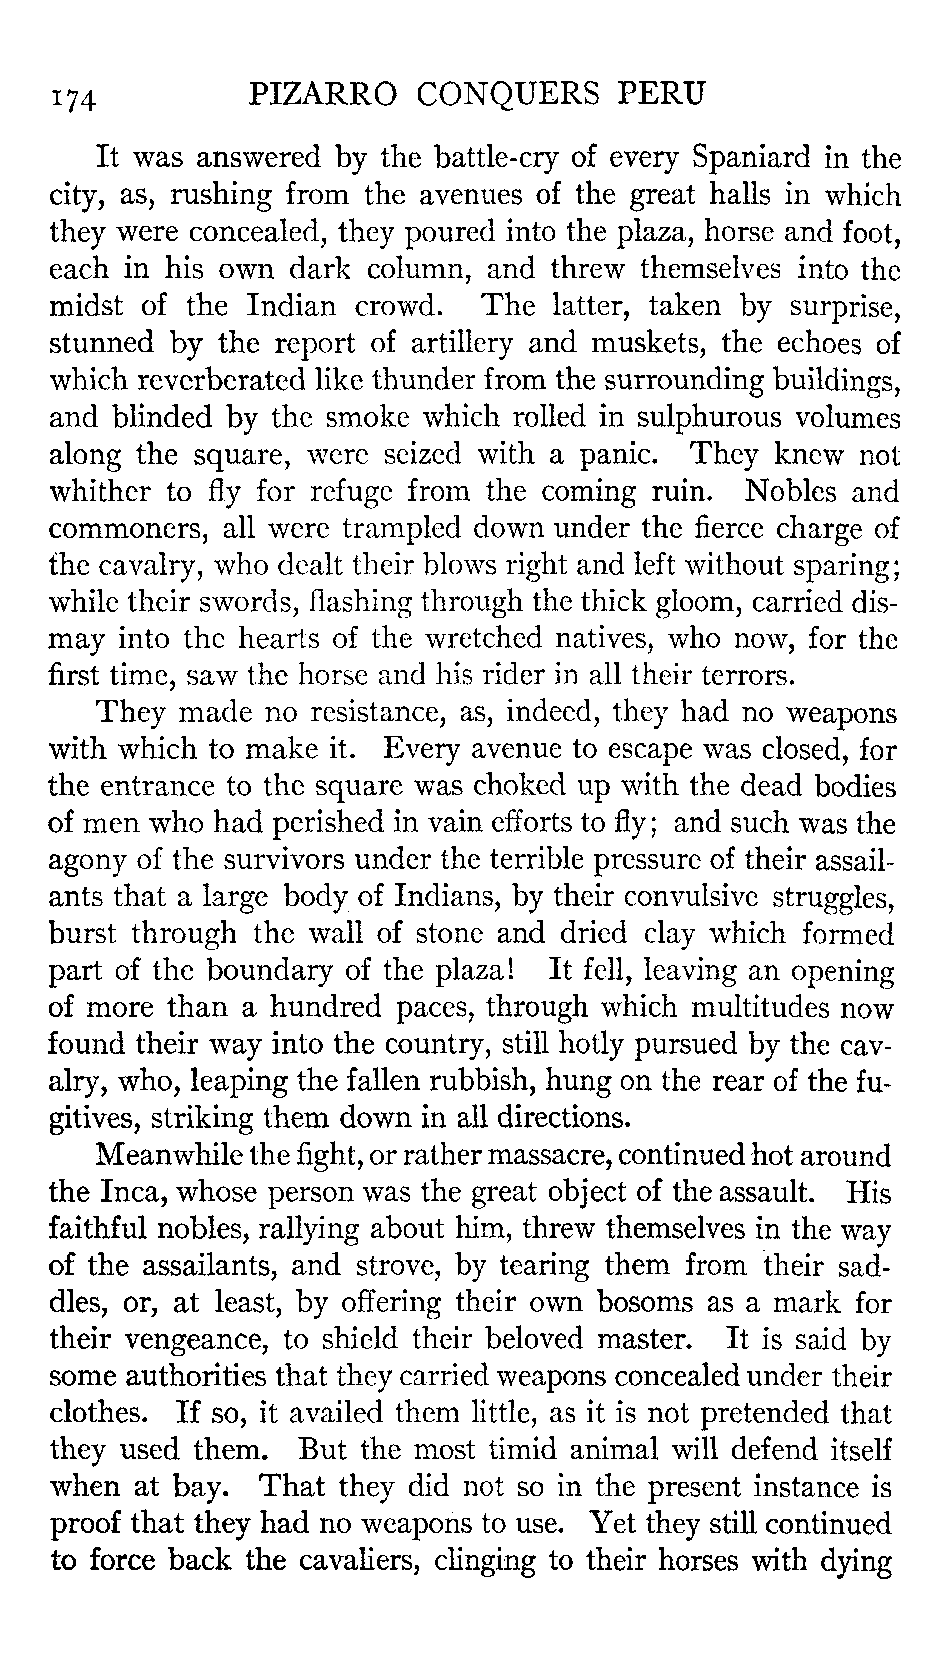 174 PIZARRO CONQUERS PERU
It was answered by the battle-cry of every Spaniard in the
city, as, rushing from the avenues of the great halls in which
they were concealed, they poured into the plaza, horse and foot,
each in his own dark column, and threw themselves into the
midst of the Indian crowd. The latter, taken by surprise,
stunned by the report of artillery and muskets, the echoes of
which reverberated like thunder from the surrounding buildings,
and blinded by the smoke which rolled in sulphurous volumes
along the square, were seized with a panic. They knew not
whither to fly for refuge from the coming ruin. Nobles and
commoners, all were trampled down under the fierce charge of
the cavalry, who dealt their blows right and left without sparing;
while their swords, flashing through the thick gloom, carried dis-
may into the hearts of the wretched natives, who now, for the
first time, saw the horse and his rider in all their terrors.
They made no resistance, as, indeed, they had no weapons
with which to make it. Every avenue to escape was closed, for
the entrance to the square was choked up with the dead bodies
of men who had perished in vain efforts to fly; and such was the
agony of the survivors under the terrible pressure of their assail-
ants that a large body of Indians, by their convulsive struggles,
burst through the wall of stone and dried clay which formed
part of the boundary of the plaza! It fell, leaving an opening
of more than a hundred paces, through which multitudes now
found their way into the country, still hotly pursued by the cav-
alry, who, leaping the fallen rubbish, hung on the rear of the fu-
gitives, striking them down in all directions.
Meanwhile the fight, or rather massacre, continued hot around
the Inca, whose person was the great object of the assault. His
faithful nobles, rallying about him, threw themselves in the way
of the assailants, and strove, by tearing them from their sad-
dles, or, at least, by offering their own bosoms as a mark for
their vengeance, to shield their beloved master. It is said by
some authorities that they carried weapons concealed under their
clothes. If so, it availed them little, as it is not pretended that
they used them. But the most timid animal will defend itself
when at bay. That they did not so in the present instance is
proof that they had no weapons to use. Yet they still continued
to force back the cavaliers, clinging to their horses with dying